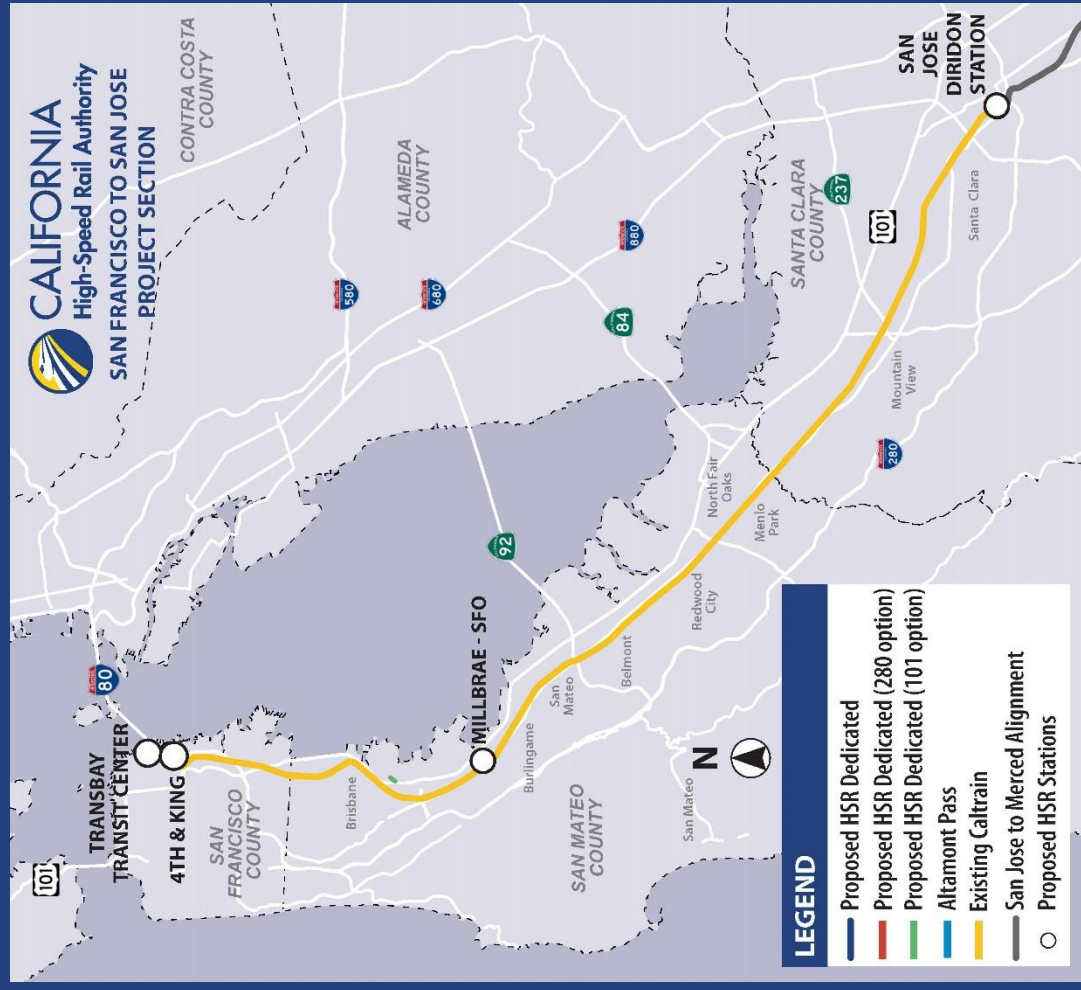 CALIFORNIA
High-Speed Rail Authority
SAN FRANCISCO TO SAN JOSE
PROJECT SECTION
CONTRA COSTA
COUNTY
101
80
TRANSBAY
TRANSIT CENTER
4TH & KING
SAN
FRANCISCO
COUNTY
580
680
ALAMEDA
COUNTY
880
Brisbane
92
84
MILLBRAE - SFO
Burlingame
San
Mateo
Belmont
Redwood
City
North Fair
Oaks
Menlo
Park
SAN MATEO
COUNTY
San Mateo
N
280
Mountain
View
SANTA CLARA
COUNTY
237
101
Santa Clara
SAN
JOSE
DIRIDON
STATION
LEGEND
Proposed HSR Dedicated
Proposed HSR Dedicated (280 option)
Proposed HSR Dedicated (101 option)
Altamont Pass
Existing Caltrain
San Jose to Merced Alignment
Proposed HSR Stations